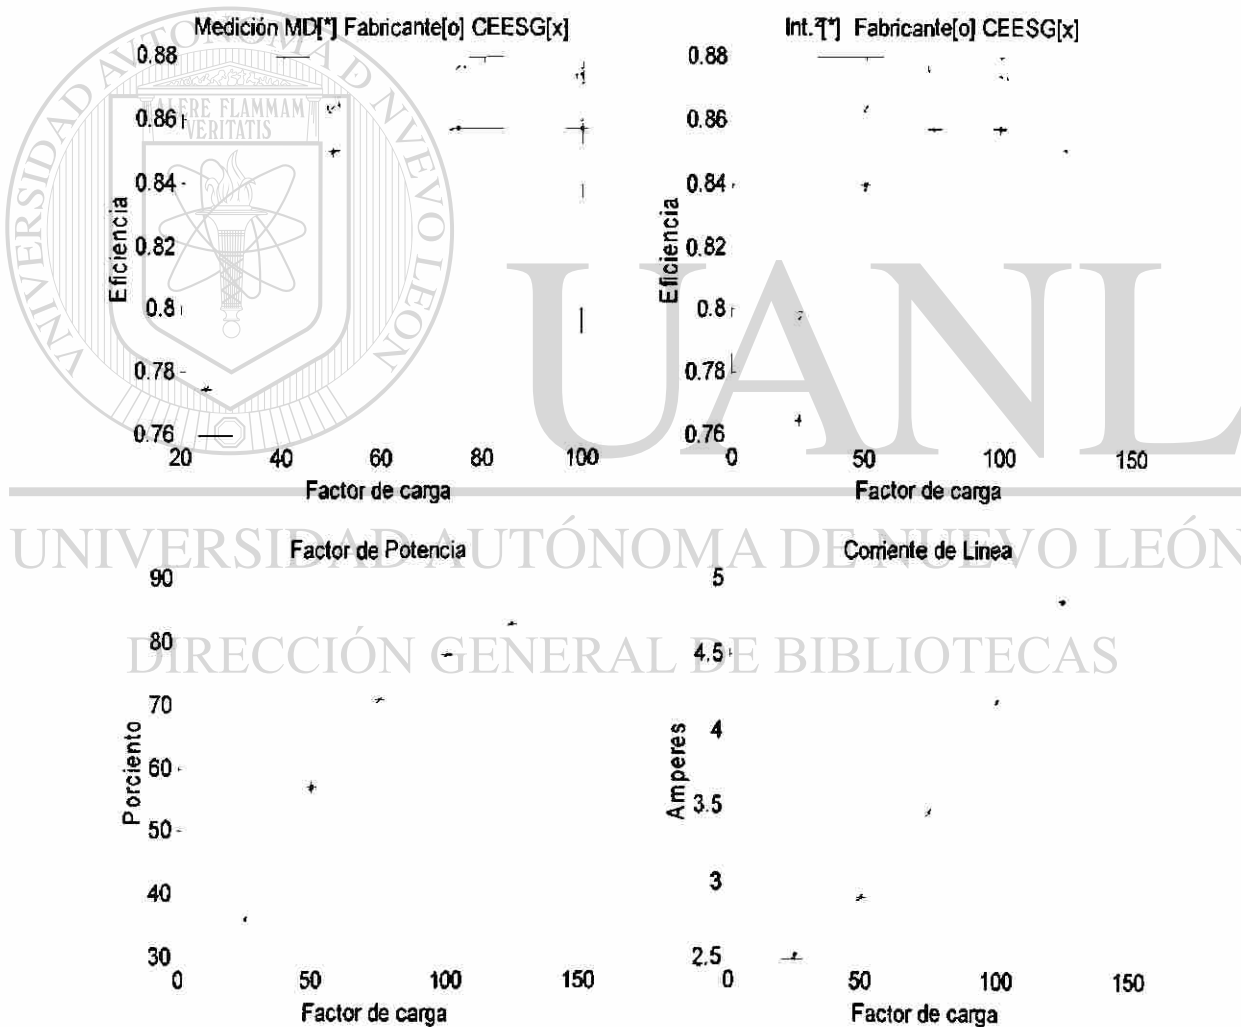 Medición MD[*] Fabricante[o] CEESG[x]
0.88
0.86
0.84
0.82
0.8
0.78
0.76
Eficiencia
20 40 60 80 100
Factor de carga
Int.²[*] Fabricante[o] CEESG[x]
0.88
0.86
0.84
0.82
0.8
0.78
0.76
Eficiencia
0 50 100 150
Factor de carga
UNIVERSIDAD AUTONOMA DE NVEVO LEON
ALERE FLAMMAM
VERITATIS
UANL
UNIVERSIDAD AUTÓNOMA DE NUEVO LEÓN
DIRECCIÓN GENERAL DE BIBLIOTECAS
Factor de Potencia
90
80
70
60
50
40
30
Porciento
0 50 100 150
Factor de carga
Corriente de Linea
5
4.5
4
3.5
3
2.5
Amperes
0 50 100 150
Factor de carga